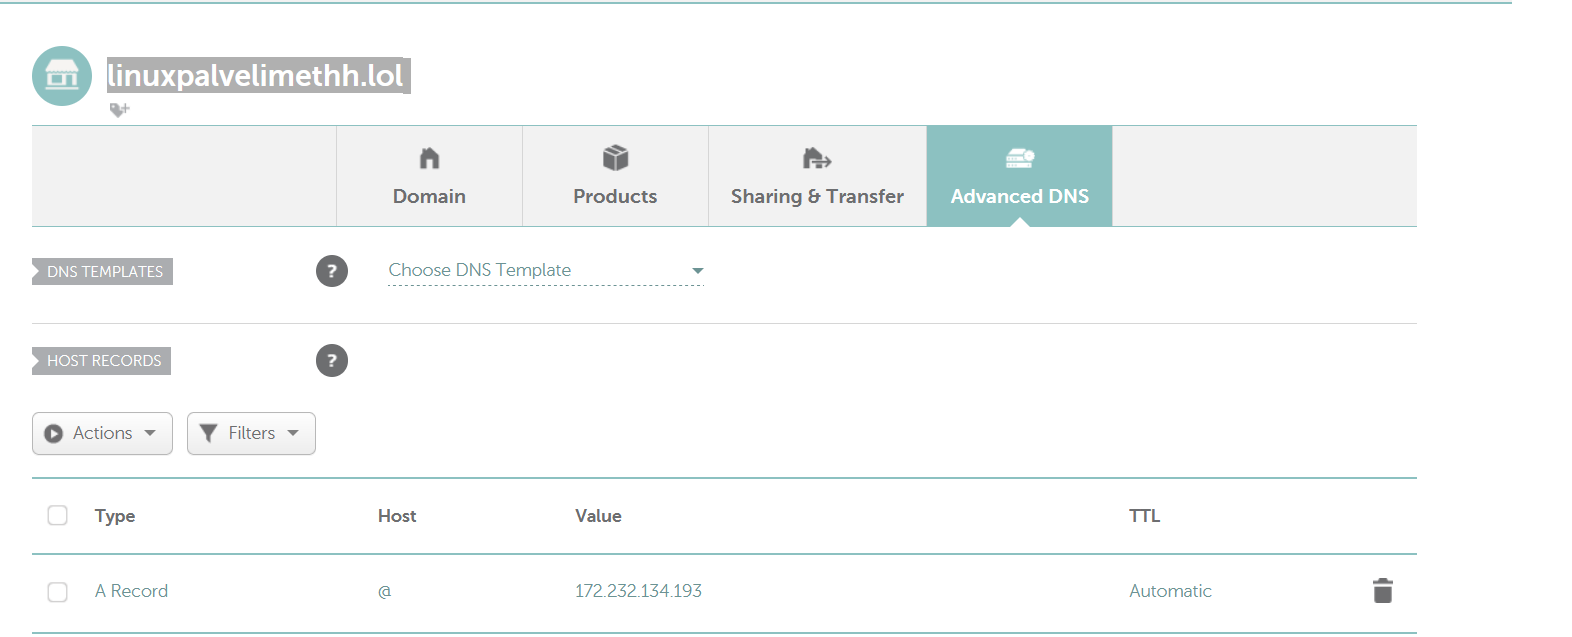 linuxpalvelimethh.lol
Domain
Products
Sharing & Transfer
Advanced DNS
DNS TEMPLATES
?
Choose DNS Template
HOST RECORDS
?
Actions
Filters
Type Host Value TTL
A Record @ 172.232.134.193 Automatic